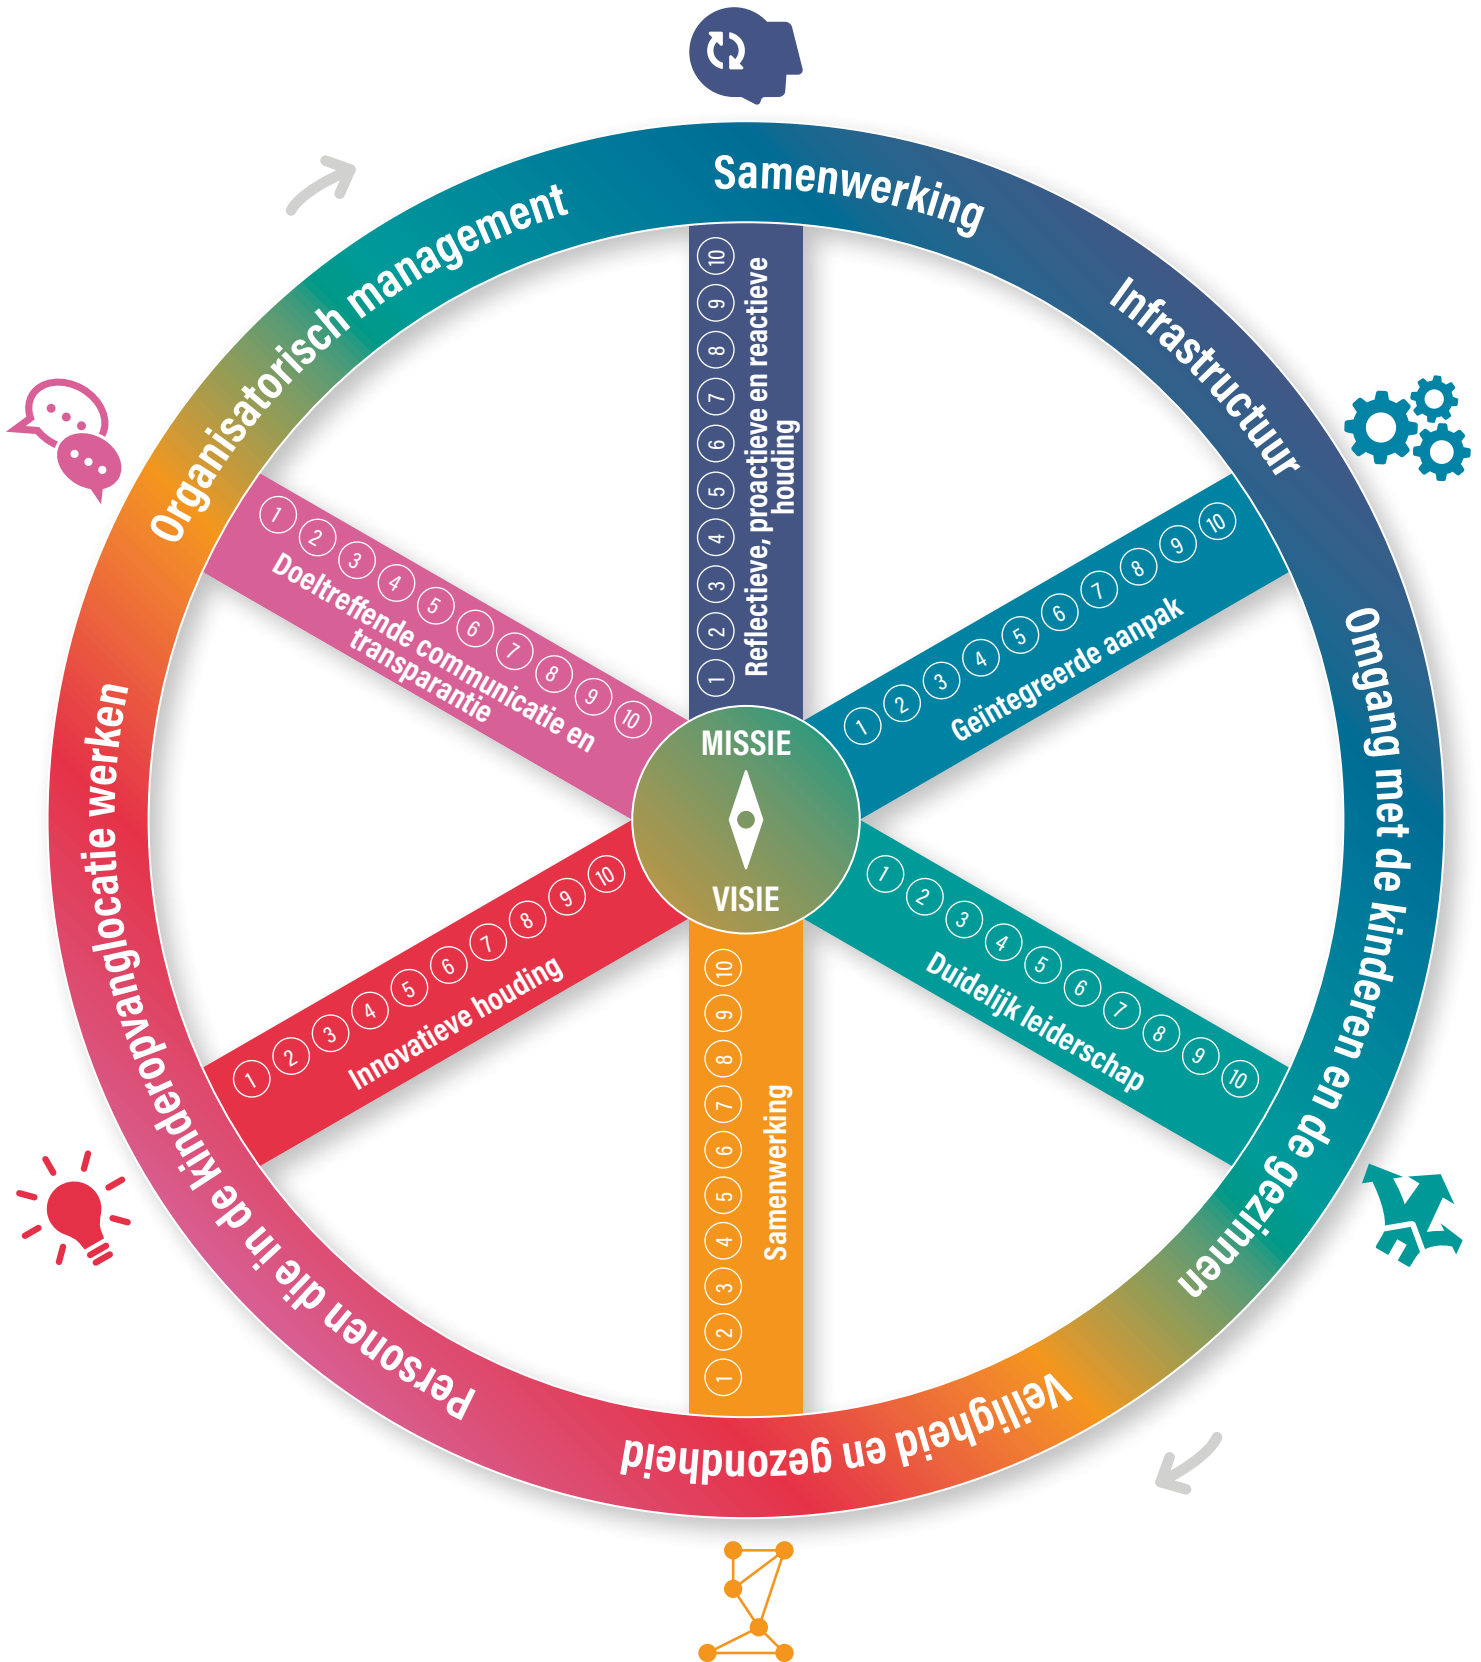 Samenwerking
Infrastructuur
Omgang met de kinderen en de gezinnen
Veiligheid en gezondheid
Personen die in de kinderopvanglocatie werken
Organisatorisch management
1 2 3 4 5 6 7 8 9 10
Reflectieve, proactieve en reactieve
houding
1 2 3 4 5 6 7 8 9 10
Geïntegreerde aanpak
1 2 3 4 5 6 7 8 9 10
Duidelijk leiderschap
1 2 3 4 5 6 7 8 9 10
Samenwerking
1 2 3 4 5 6 7 8 9 10
Innovatieve houding
1 2 3 4 5 6 7 8 9 10
Doeltreffende communicatie en
transparantie
MISSIE
VISIE